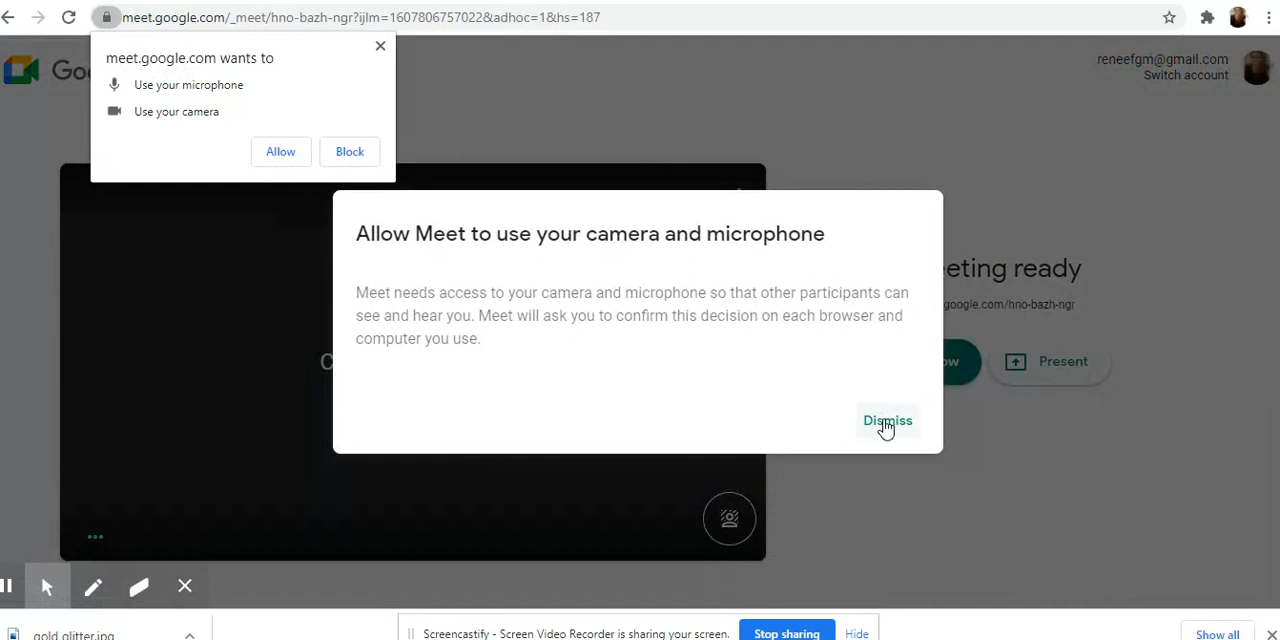 meet.google.com/_meet/hno-bazh-ngr?ijlm=1607806757022&adhoc=1&hs=187
meet.google.com wants to
Use your microphone
Use your camera
Allow
Block
Goo
reneefgm@gmail.com
Switch account
Allow Meet to use your camera and microphone
Meet needs access to your camera and microphone so that other participants can
see and hear you. Meet will ask you to confirm this decision on each browser and
computer you use.
Dismiss
eting ready
google.com/hno-bazh-ngr
ow
Present
C
gold glitter.jpg
Screencastify - Screen Video Recorder is sharing your screen.
Stop sharing
Hide
Show all